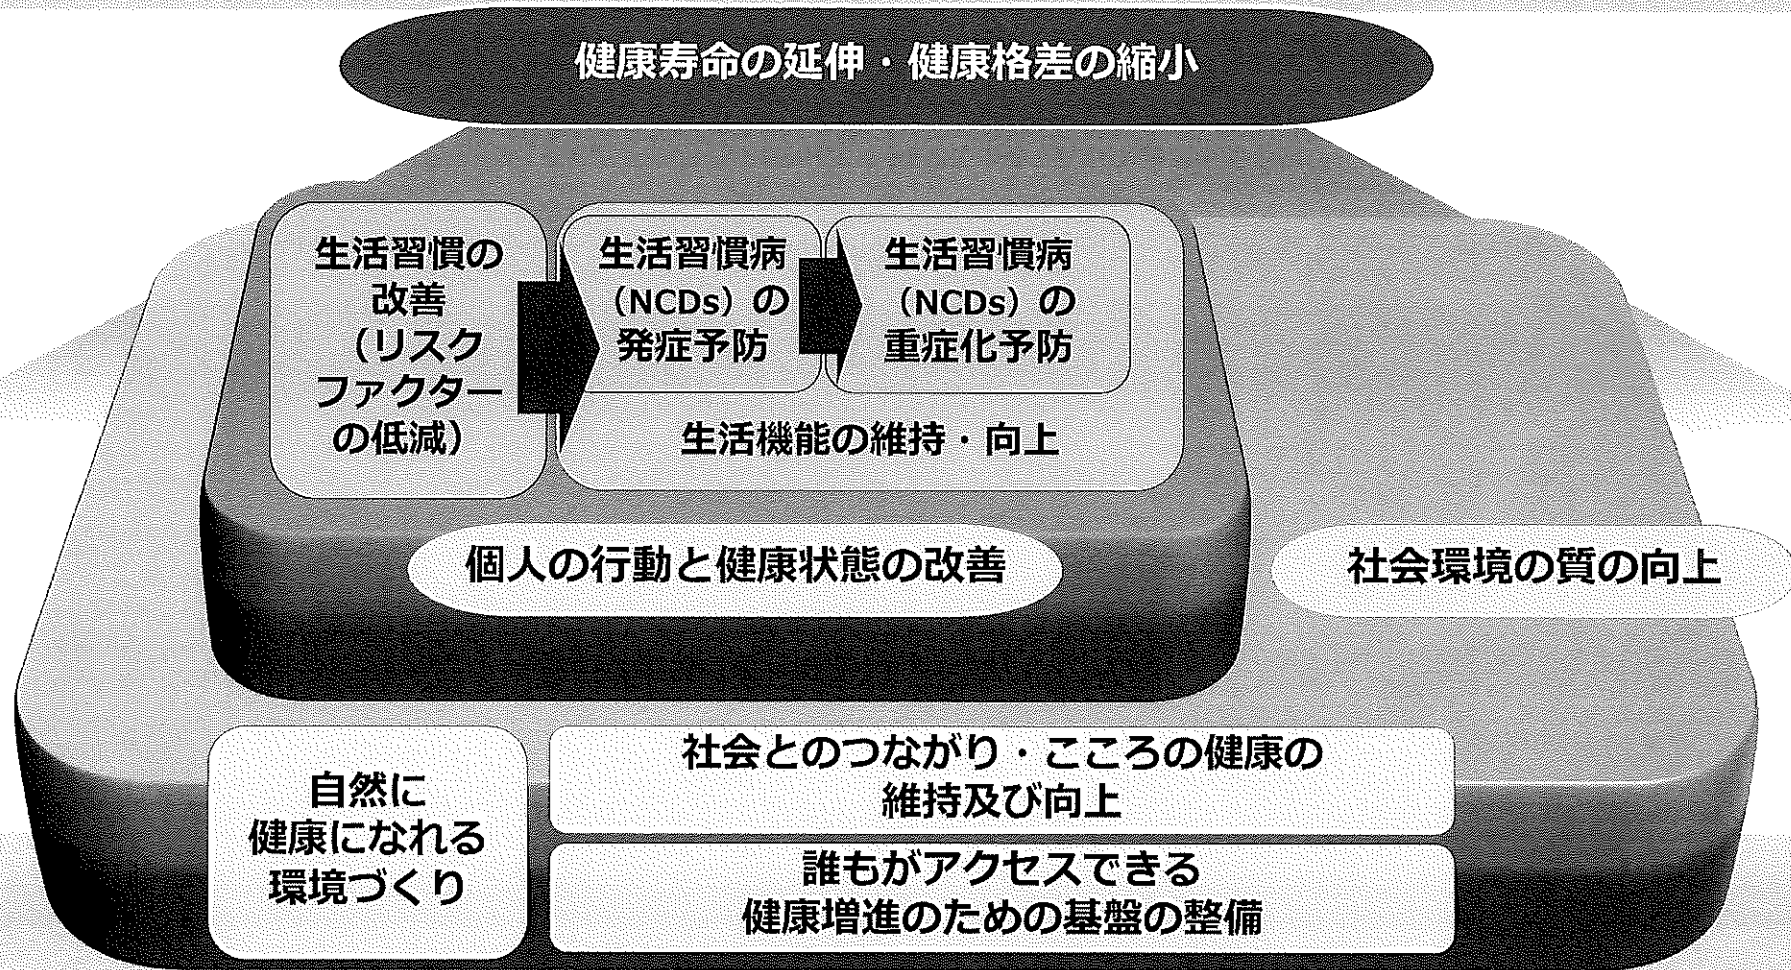 健康寿命の延伸・健康格差の縮小
生活習慣の
改善
（リスク
ファクター
の低減）
生活習慣病
（NCDs）の
発症予防
生活習慣病
（NCDs）の
重症化予防
生活機能の維持・向上
個人の行動と健康状態の改善
社会環境の質の向上
自然に
健康になれる
環境づくり
社会とのつながり・こころの健康の
維持及び向上
誰もがアクセスできる
健康増進のための基盤の整備